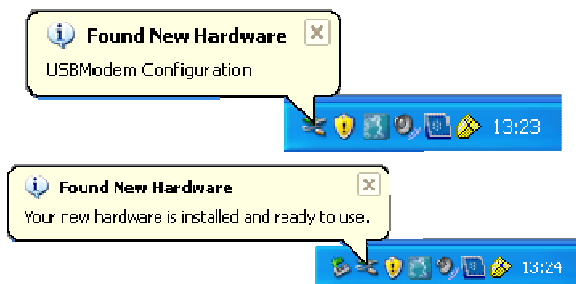 Found New Hardware
USBModem Configuration
13:23
Found New Hardware
Your new hardware is installed and ready to use.
13:24